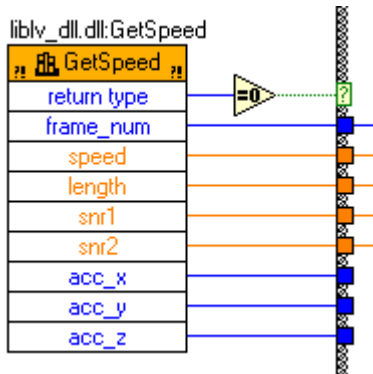 liblv_dll.dll:GetSpeed
?! GetSpeed ?!
return type
=0
?
frame_num
speed
length
snr1
snr2
acc_x
acc_y
acc_z